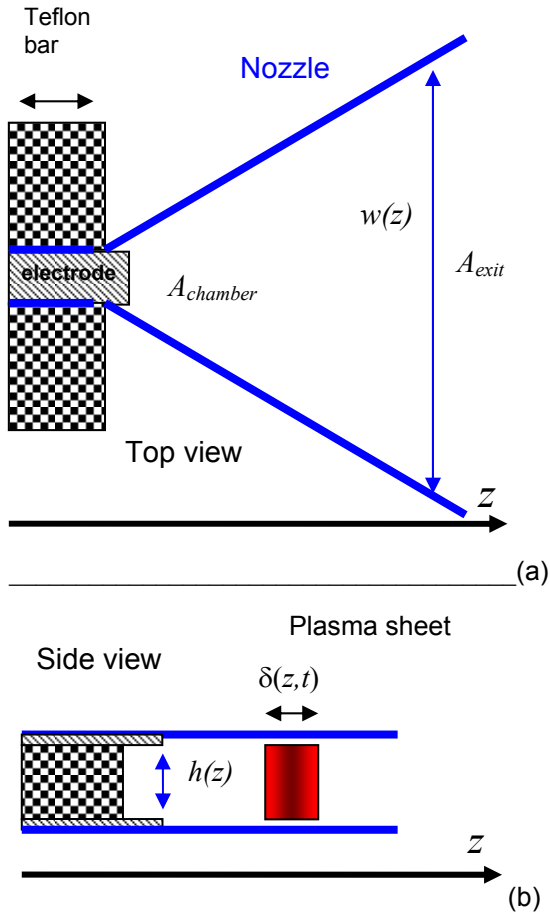 Teflon
bar
Nozzle
w(z)
electrode
A_chamber
A_exit
Top view
z
(a)
Plasma sheet
Side view
δ(z,t)
h(z)
z
(b)